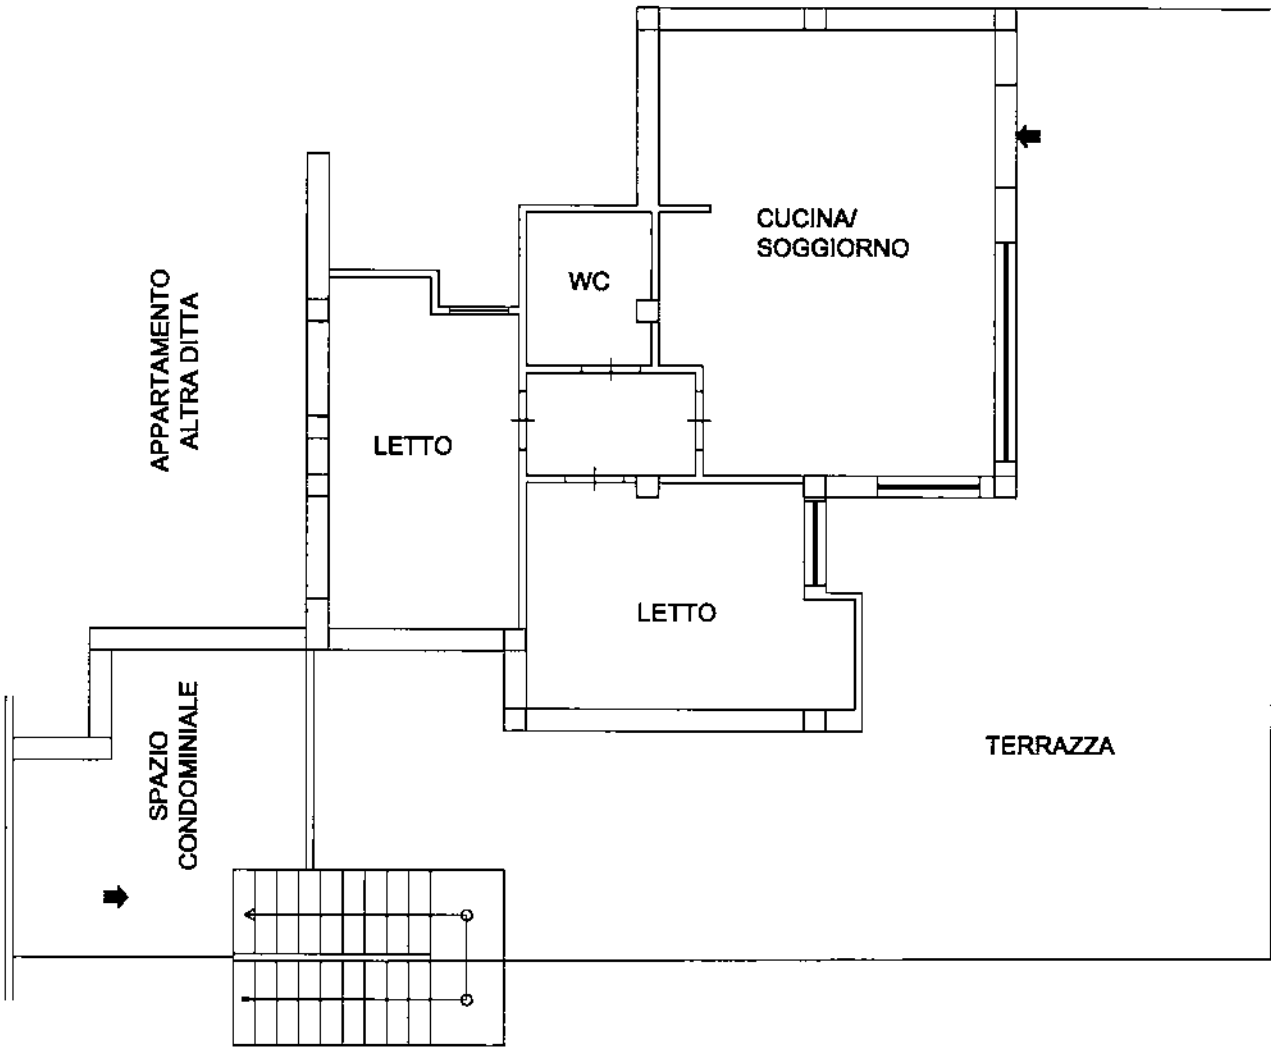 CUCINA/
SOGGIORNO
WC
APPARTAMENTO
ALTRA DITTA
LETTO
LETTO
SPAZIO
CONDOMINIALE
TERRAZZA